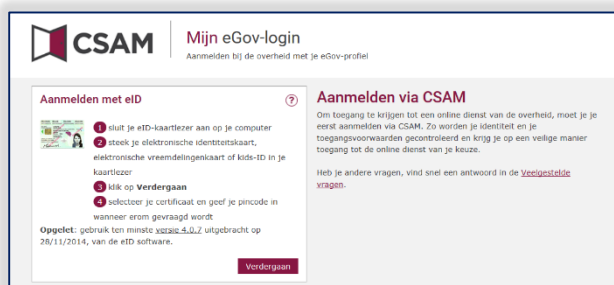 CSAM
Mijn eGov-login
Aanmelden bij de overheid met je eGov-profiel
Aanmelden met eID
?
1 sluit je eID-kaartlezer aan op je computer
2 steek je elektronische identiteitskaart,
elektronische vreemdelingenkaart of kids-ID in je
kaartlezer
3 klik op Verdergaan
4 selecteer je certificaat en geef je pincode in
wanneer erom gevraagd wordt
Opgelet: gebruik ten minste versie 4.0.7 uitgebracht op
28/11/2014, van de eID software.
Verdergaan
Aanmelden via CSAM
Om toegang te krijgen tot een online dienst van de overheid, moet je je
eerst aanmelden via CSAM. Zo worden je identiteit en je
toegangsvoorwaarden gecontroleerd en krijg je op een veilige manier
toegang tot de online dienst van je keuze.
Heb je andere vragen, vind snel een antwoord in de Veelgestelde
vragen.